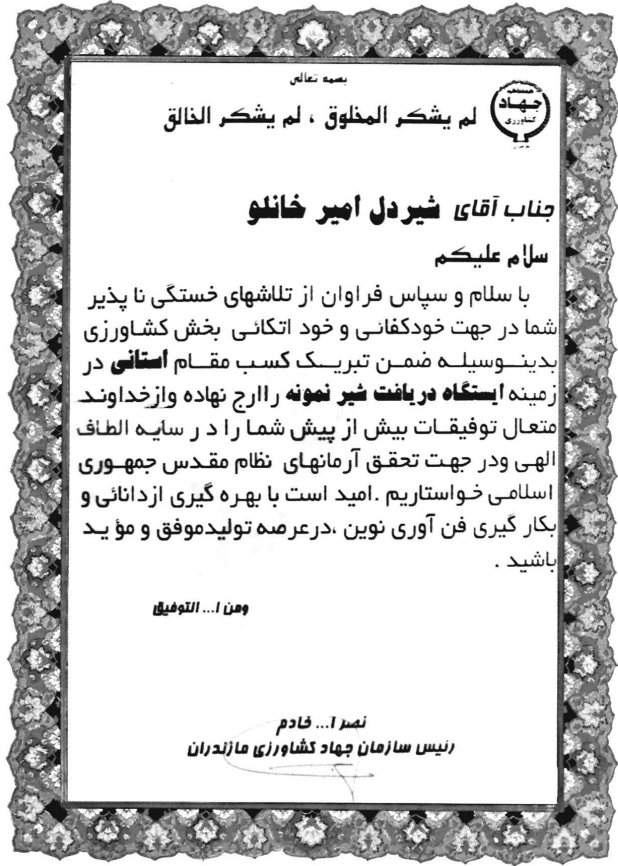 بسمه تعالی
جهاد
کشاورزی
لم یشکر المخلوق ، لم یشکر الخالق
جناب آقای شیردل امیر خانلو
سلام علیکم
با سلام و سپاس فراوان از تلاشهای خستگی نا پذیر
شما در جهت خودکفائی و خود اتکائی بخش کشاورزی
بدینوسیله ضمن تبریک کسب مقام استانی در
زمینه ایستگاه دریافت شیر نمونه راارج نهاده وازخداوند
متعال توفیقات بیش از پیش شما را در سایه الطاف
الهی ودر جهت تحقق آرمانهای نظام مقدس جمهوری
اسلامی خواستاریم .امید است با بهره گیری ازدانائی و
بکار گیری فن آوری نوین ،درعرصه تولیدموفق و مؤید
باشید .
ومن ا... التوفیق
نصر ا... خادم
رئیس سازمان جهاد کشاورزی مازندران